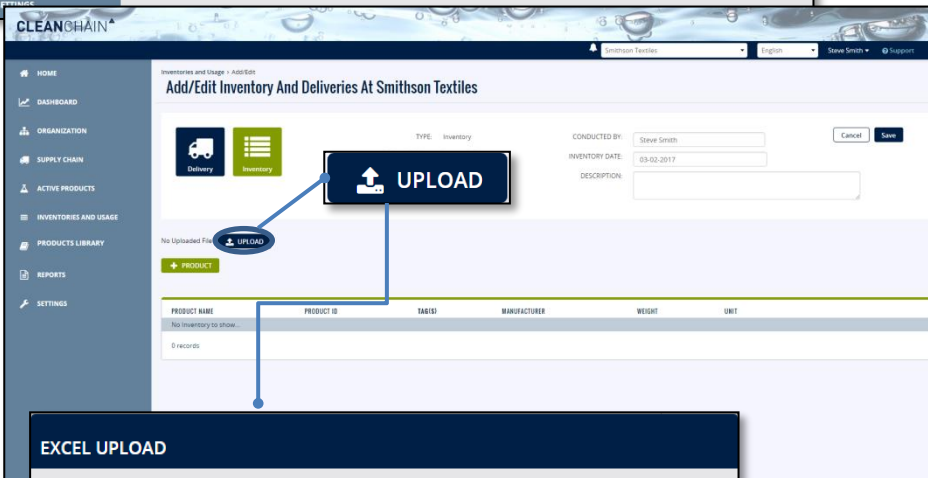 SETTINGS
CLEANCHAIN
Smithson Textiles
English
Steve Smith
Support
HOME
DASHBOARD
ORGANIZATION
SUPPLY CHAIN
ACTIVE PRODUCTS
INVENTORIES AND USAGE
PRODUCTS LIBRARY
REPORTS
SETTINGS
Inventories and Usage > Add/Edit
Add/Edit Inventory And Deliveries At Smithson Textiles
Delivery
Inventory
TYPE: Inventory
CONDUCTED BY: Steve Smith
INVENTORY DATE: 03-02-2017
DESCRIPTION:
Cancel
Save
UPLOAD
No Uploaded File
UPLOAD
+ PRODUCT
PRODUCT NAME PRODUCT ID TAG(S) MANUFACTURER WEIGHT UNIT
No Inventory to show...
0 records
EXCEL UPLOAD